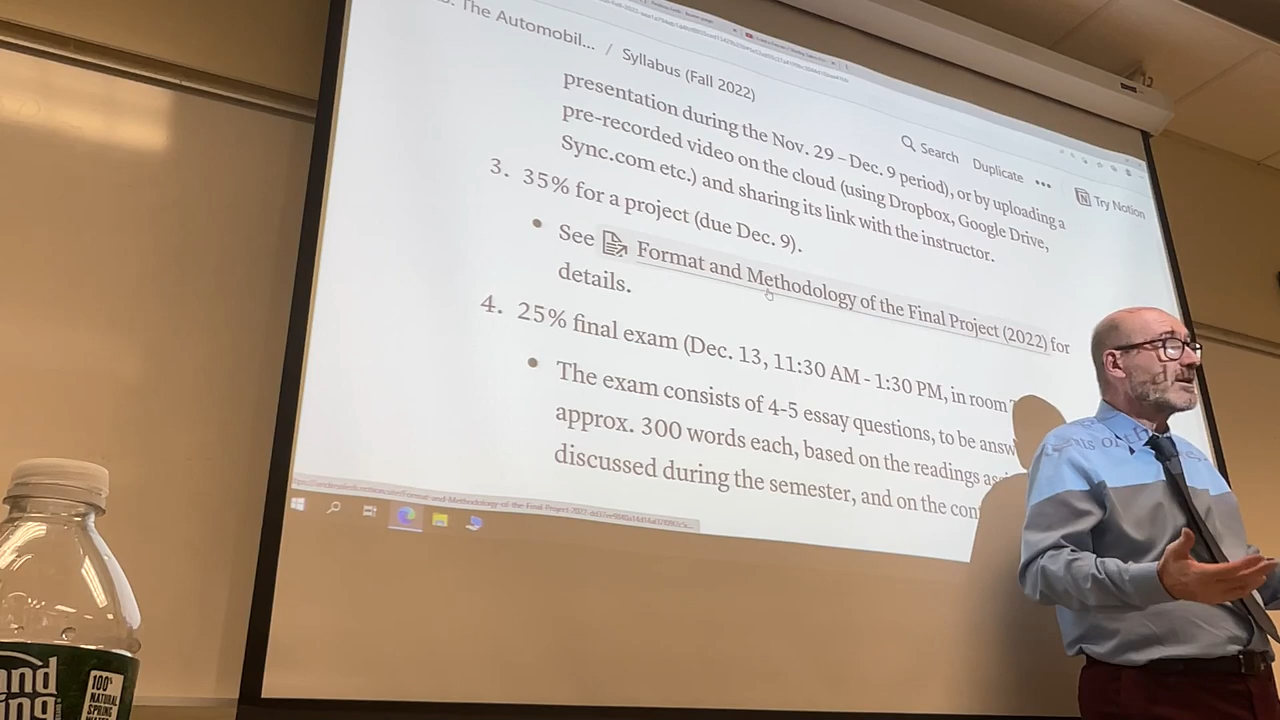 The Automobil... / Syllabus (Fall 2022)
Search Duplicate •••
Try Notion
presentation during the Nov. 29 – Dec. 9 period), or by uploading a
pre-recorded video on the cloud (using Dropbox, Google Drive,
Sync.com etc.) and sharing its link with the instructor.
3. 35% for a project (due Dec. 9).
• See Format and Methodology of the Final Project (2022) for
details.
4. 25% final exam (Dec. 13, 11:30 AM - 1:30 PM, in room
• The exam consists of 4-5 essay questions, to be answ
approx. 300 words each, based on the readings as
discussed during the semester, and on the con
100%
NATURAL
SPRING